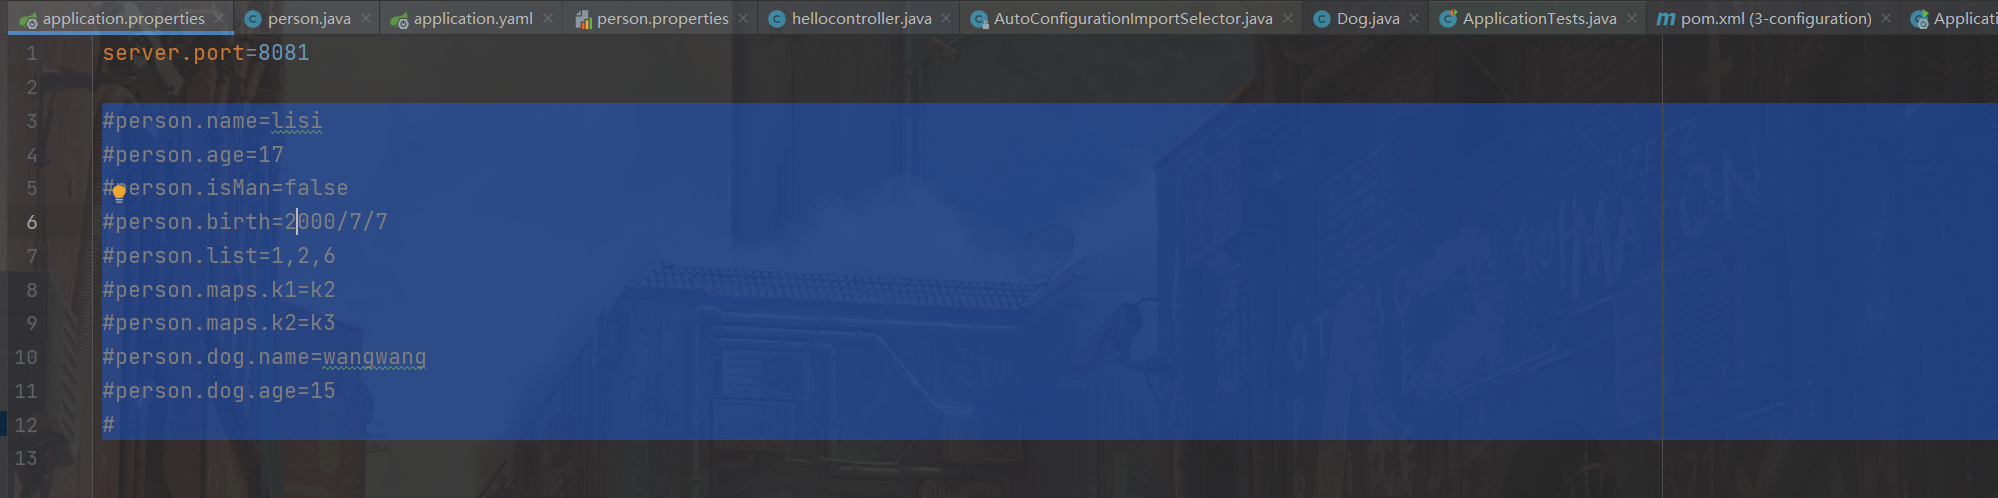 application.properties person.java application.yaml person.properties hellocontroller.java AutoConfigurationImportSelector.java Dog.java ApplicationTests.java pom.xml (3-configuration) Applicati
1 server.port=8081
2
3 #person.name=lisi
4 #person.age=17
5 #person.isMan=false
6 #person.birth=2000/7/7
7 #person.list=1,2,6
8 #person.maps.k1=k2
9 #person.maps.k2=k3
10 #person.dog.name=wangwang
11 #person.dog.age=15
12 #
13